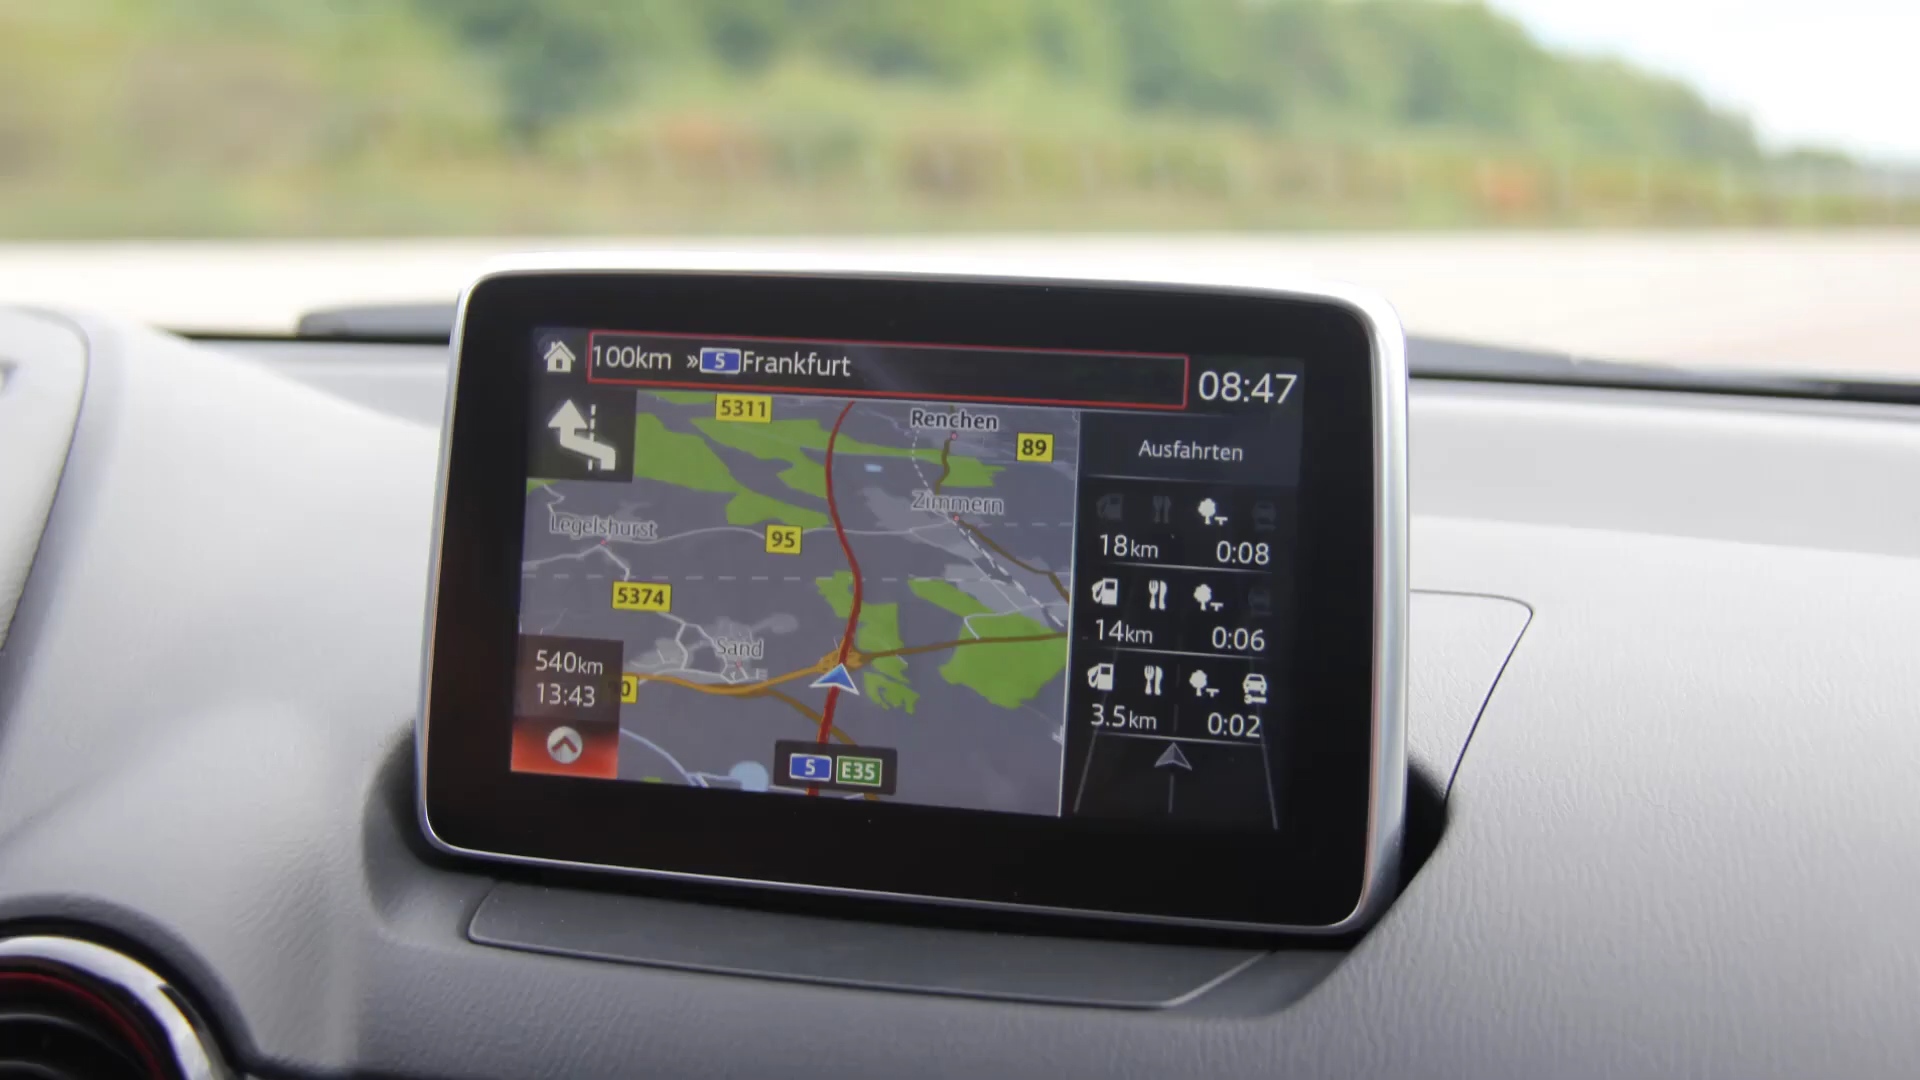 100km » 5 Frankfurt
08:47
5311
Renchen
89
Zimmern
Legelshurst
95
5374
Sand
540km
13:43
5 E35
Ausfahrten
18km 0:08
14km 0:06
3.5km 0:02